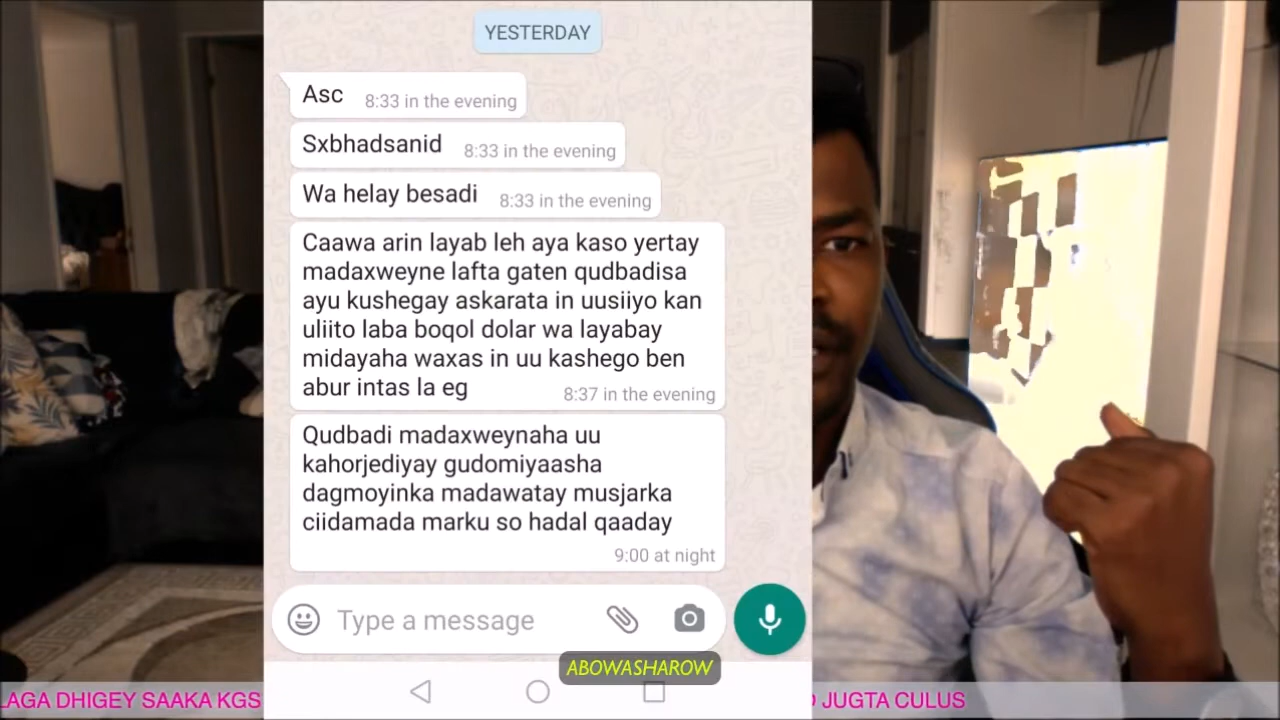 YESTERDAY
Asc 8:33 in the evening
Sxbhadsanid 8:33 in the evening
Wa helay besadi 8:33 in the evening
Caawa arin layab leh aya kaso yertay
madaxweyne lafta gaten qudbadisa
ayu kushegay askarata in uusiiyo kan
uliito laba boqol dolar wa layabay
midayaha waxas in uu kashego ben
abur intas la eg 8:37 in the evening
Qudbadi madaxweynaha uu
kahorjediyay gudomiyaasha
dagmoyinka madawatay musjarka
ciidamada marku so hadal qaaday
9:00 at night
Type a message
ABOWASHAROW
LAGA DHIGEY SAAKA KGS JUGTA CULUS